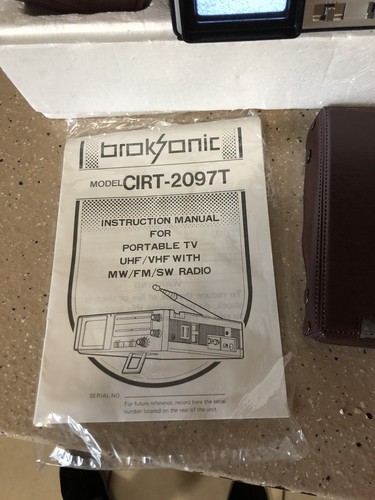 broksonic
MODEL CIRT-2097T
INSTRUCTION MANUAL
FOR
PORTABLE TV
UHF/VHF WITH
MW/FM/SW RADIO
SERIAL NO
For future reference, record here the serial
number located on the rear of the unit.